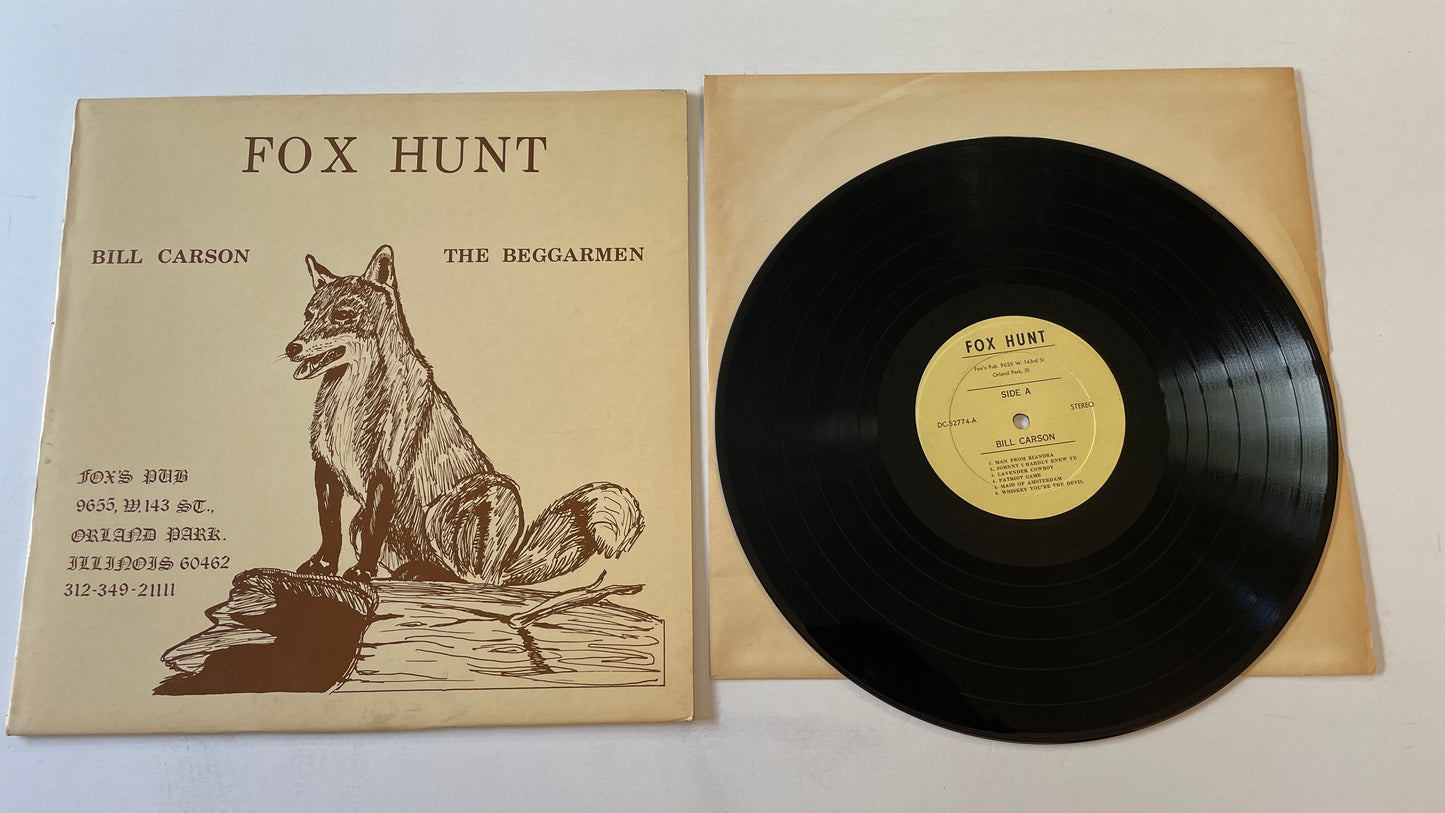 FOX HUNT
BILL CARSON
THE BEGGARMEN
FOX'S PUB
9655, W.143 ST.,
ORLAND PARK.
ILLINOIS 60462
312-349-21111
FOX HUNT
Fox's Pub 9655 W. 143rd St.
Orland Park, Ill.
SIDE A
DC-52774-A
STEREO
BILL CARSON
1. MAN FROM KIANDRA
2. JOHNNY I HARDLY KNEW YE
3. LAVENDER COWBOY
4. PATRIOT GAME
5. MAID OF AMSTERDAM
6. WHISKEY YOU'RE THE DEVIL